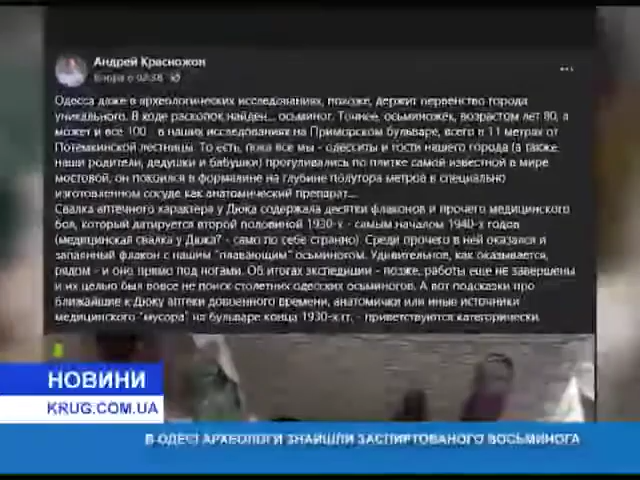 Андрей Красножон
Вчера о 02:38
Одесса даже в археологических исследованиях, похоже, держит первенство города
уникального. В ходе раскопок найден... осьминог. Точнее, осьминожек, возрастом лет 80, а
может и все 100 - в наших исследованиях на Приморском бульваре, всего в 11 метрах от
Потемкинской лестницы. То есть, пока все мы - одесситы и гости нашего города (а также
наши родители, дедушки и бабушки) прогуливались по плитке самой известной в мире
мостовой, он покоился в формалине на глубине полутора метров в специально
изготовленном сосуде как анатомический препарат...
Свалка аптечного характера у Дюка содержала десятки флаконов и прочего медицинского
боя, который датируется второй половиной 1930-х - самым началом 1940-х годов
(медицинская свалка у Дюка? - само по себе странно). Среди прочего в ней оказался и
запаянный флакон с нашим "плавающим" осьминогом. Удивительное, как оказывается,
рядом - и оно прямо под ногами. Об итогах экспедиции - позже, работы еще не завершены
и их целью был вовсе не поиск столетних одесских осьминогов. А вот подсказки про
ближайшие к Дюку аптеки довоенного времени, анатомички или иные источники
медицинского "мусора" на бульваре конца 1930-х гг. - приветствуются категорически.
НОВИНИ
KRUG.COM.UA
В ОДЕСІ АРХЕОЛОГИ ЗНАЙШЛИ ЗАСПИРТОВАНОГО ВОСЬМИНОГА